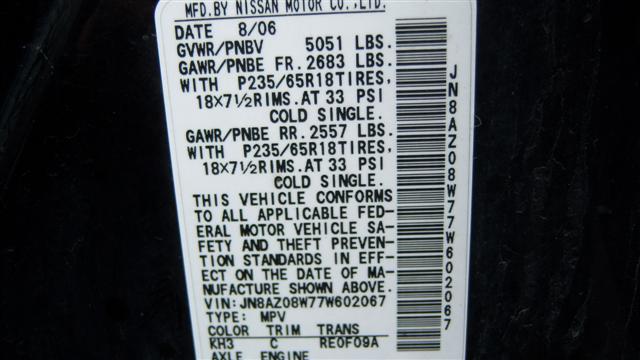 MFD.BY NISSAN MOTOR CO.,LTD.
DATE 8/06
GVWR/PNBV 5051 LBS.
GAWR/PNBE FR. 2683 LBS.
WITH P235/65R18TIRES,
18X7½RIMS.AT 33 PSI
COLD SINGLE.
GAWR/PNBE RR. 2557 LBS.
WITH P235/65R18TIRES,
18X7½RIMS.AT 33 PSI
COLD SINGLE.
THIS VEHICLE CONFORMS
TO ALL APPLICABLE FED-
ERAL MOTOR VEHICLE SA-
FETY AND THEFT PREVEN-
TION STANDARDS IN EFF-
ECT ON THE DATE OF MA-
NUFACTURE SHOWN ABOVE.
VIN:JN8AZ08W77W602067
TYPE: MPV
COLOR TRIM TRANS
KH3 C RE0F09A
AXLE ENGINE
JN8AZ08W77W602067